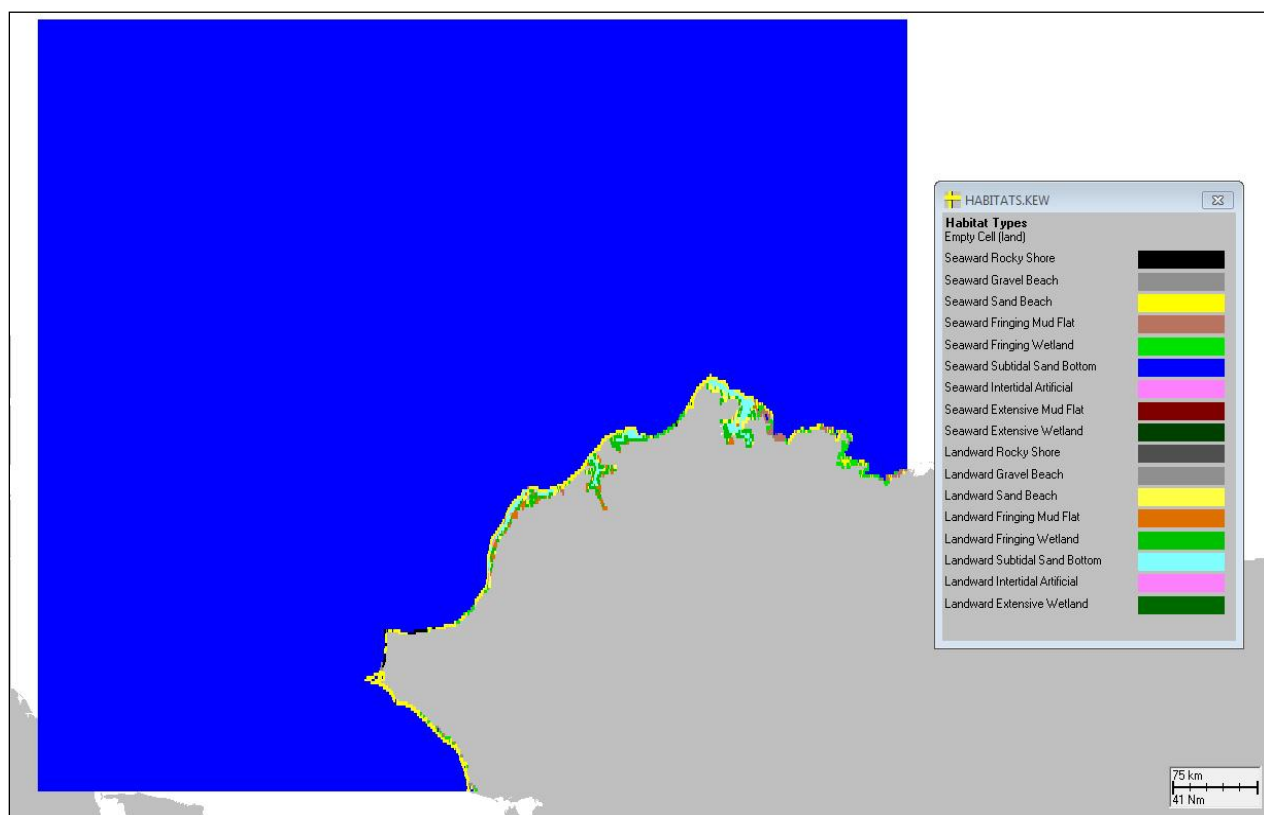 HABITATS.KEW
Habitat Types
Empty Cell (land)
Seaward Rocky Shore
Seaward Gravel Beach
Seaward Sand Beach
Seaward Fringing Mud Flat
Seaward Fringing Wetland
Seaward Subtidal Sand Bottom
Seaward Intertidal Artificial
Seaward Extensive Mud Flat
Seaward Extensive Wetland
Landward Rocky Shore
Landward Gravel Beach
Landward Sand Beach
Landward Fringing Mud Flat
Landward Fringing Wetland
Landward Subtidal Sand Bottom
Landward Intertidal Artificial
Landward Extensive Wetland
75 km
41 Nm